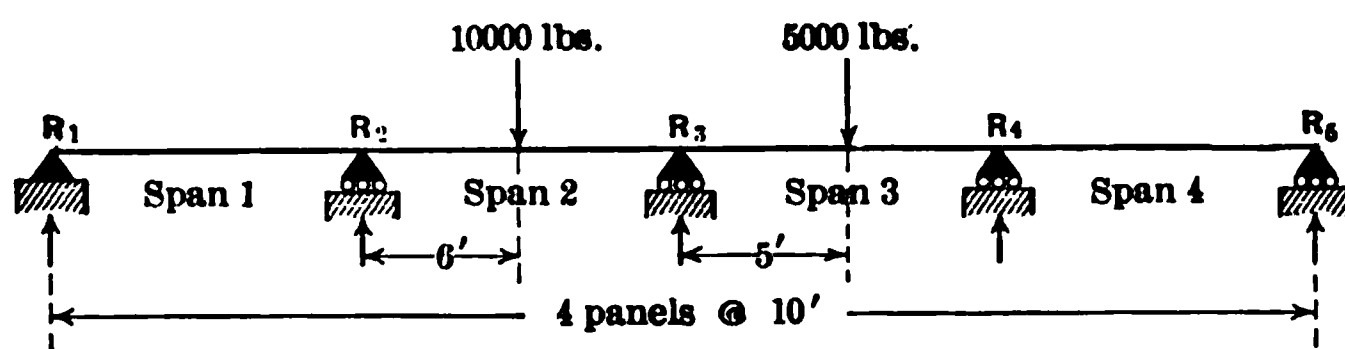 10000 lbs. 5000 lbs.
R1 R2 R3 R4 R5
Span 1 Span 2 Span 3 Span 4
6' 5'
4 panels @ 10'